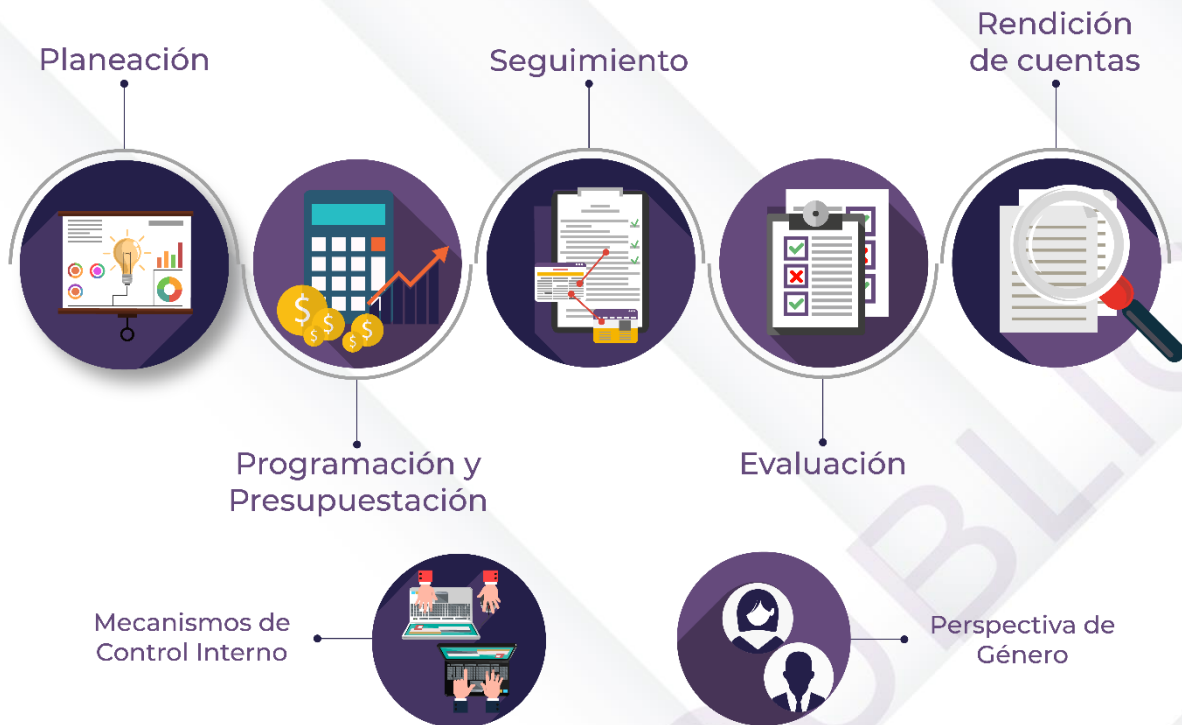 Planeación
Seguimiento
Rendición
de cuentas
$
$
$
$
$
Programación y
Presupuestación
Evaluación
Mecanismos de
Control Interno
Perspectiva de
Género